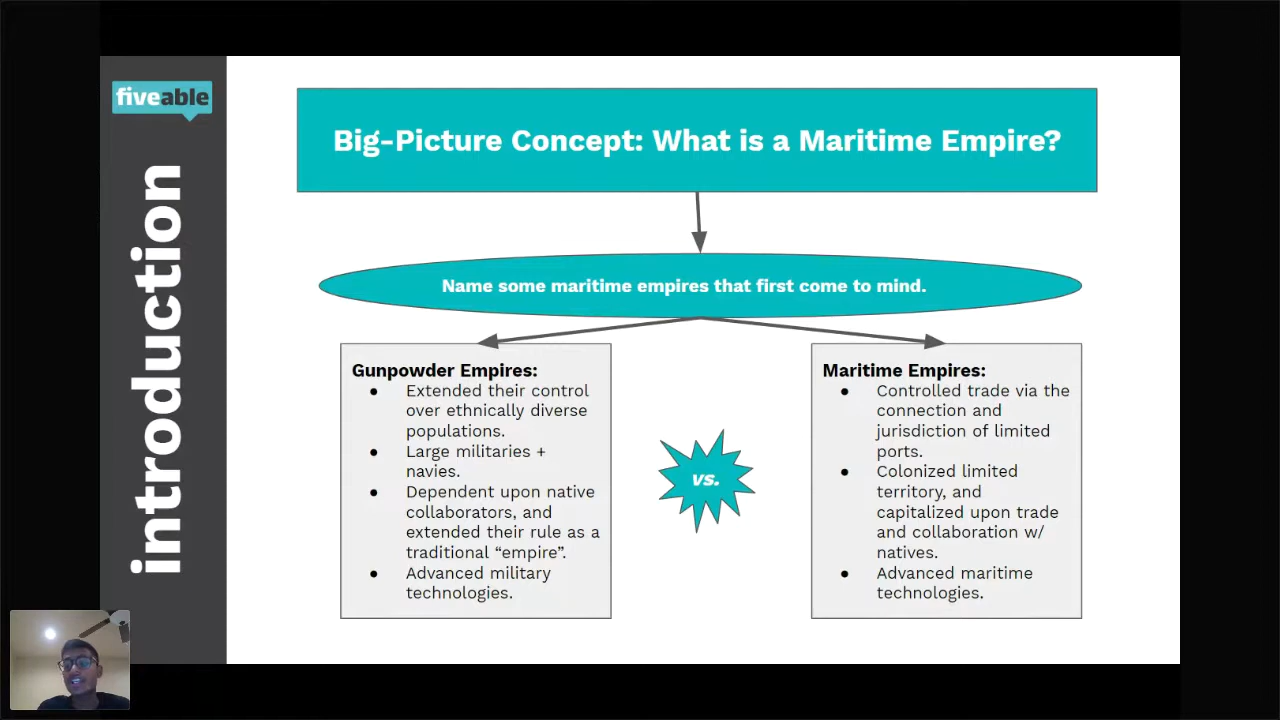 fiveable
introduction
Big-Picture Concept: What is a Maritime Empire?
Name some maritime empires that first come to mind.
Gunpowder Empires:
● Extended their control
over ethnically diverse
populations.
● Large militaries +
navies.
● Dependent upon native
collaborators, and
extended their rule as a
traditional “empire”.
● Advanced military
technologies.
vs.
Maritime Empires:
● Controlled trade via the
connection and
jurisdiction of limited
ports.
● Colonized limited
territory, and
capitalized upon trade
and collaboration w/
natives.
● Advanced maritime
technologies.